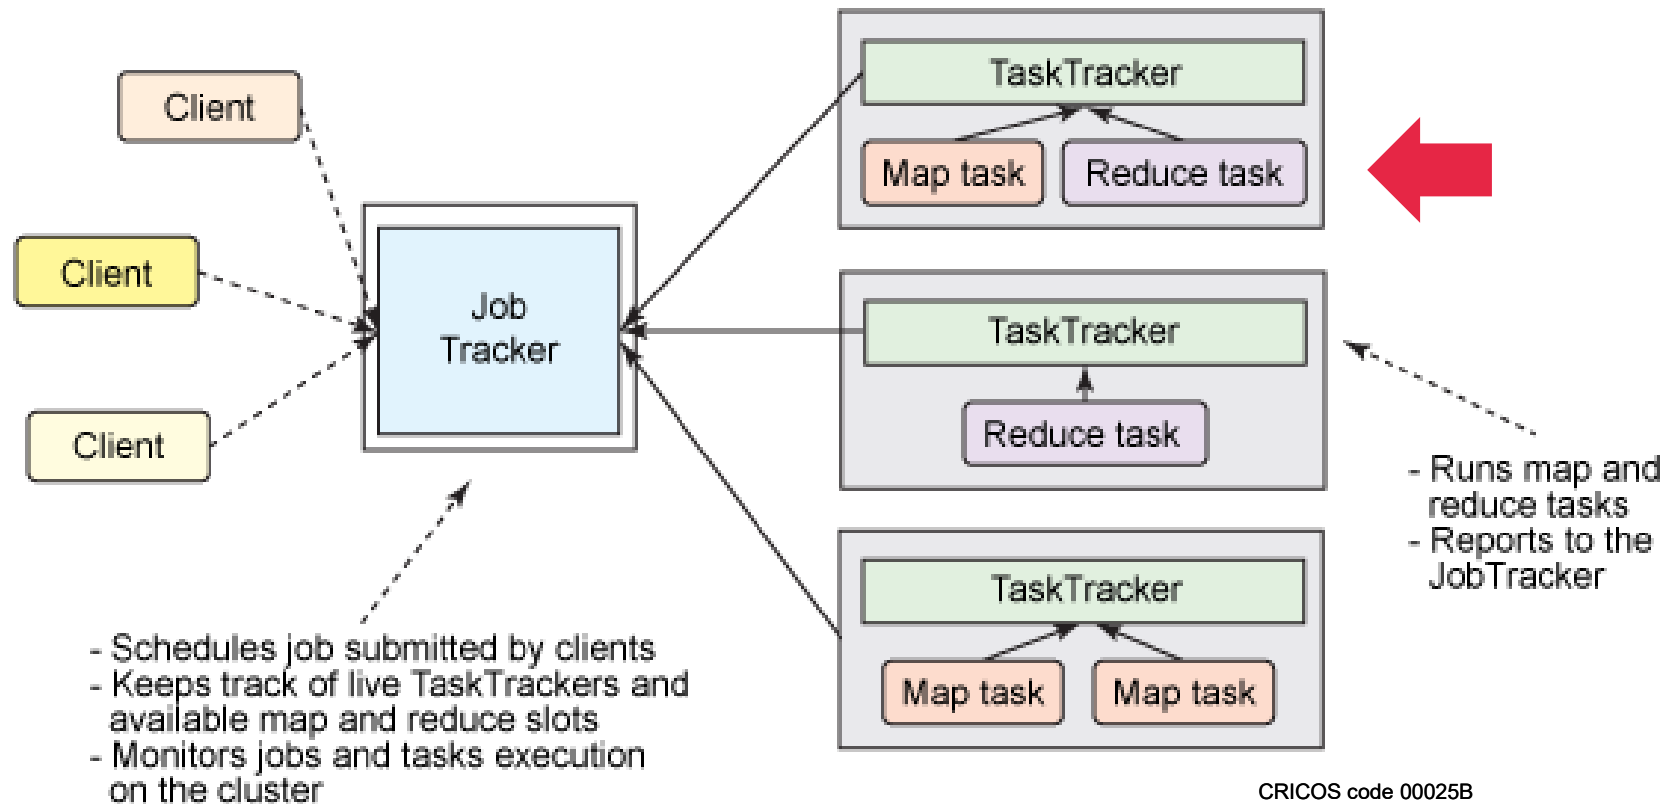 Client
Client
Client
Job
Tracker
TaskTracker
Map task
Reduce task
TaskTracker
Reduce task
TaskTracker
Map task
Map task
- Schedules job submitted by clients
- Keeps track of live TaskTrackers and
available map and reduce slots
- Monitors jobs and tasks execution
on the cluster
- Runs map and
reduce tasks
- Reports to the
JobTracker
CRICOS code 00025B